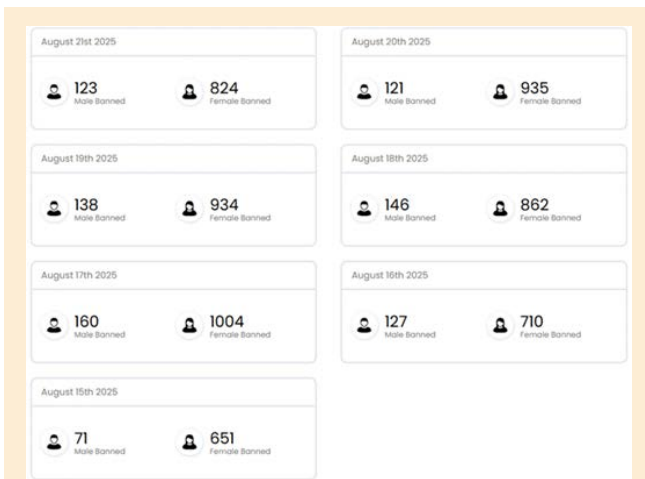 August 21st 2025
123
Male Banned
824
Female Banned
August 20th 2025
121
Male Banned
935
Female Banned
August 19th 2025
138
Male Banned
934
Female Banned
August 18th 2025
146
Male Banned
862
Female Banned
August 17th 2025
160
Male Banned
1004
Female Banned
August 16th 2025
127
Male Banned
710
Female Banned
August 15th 2025
71
Male Banned
651
Female Banned